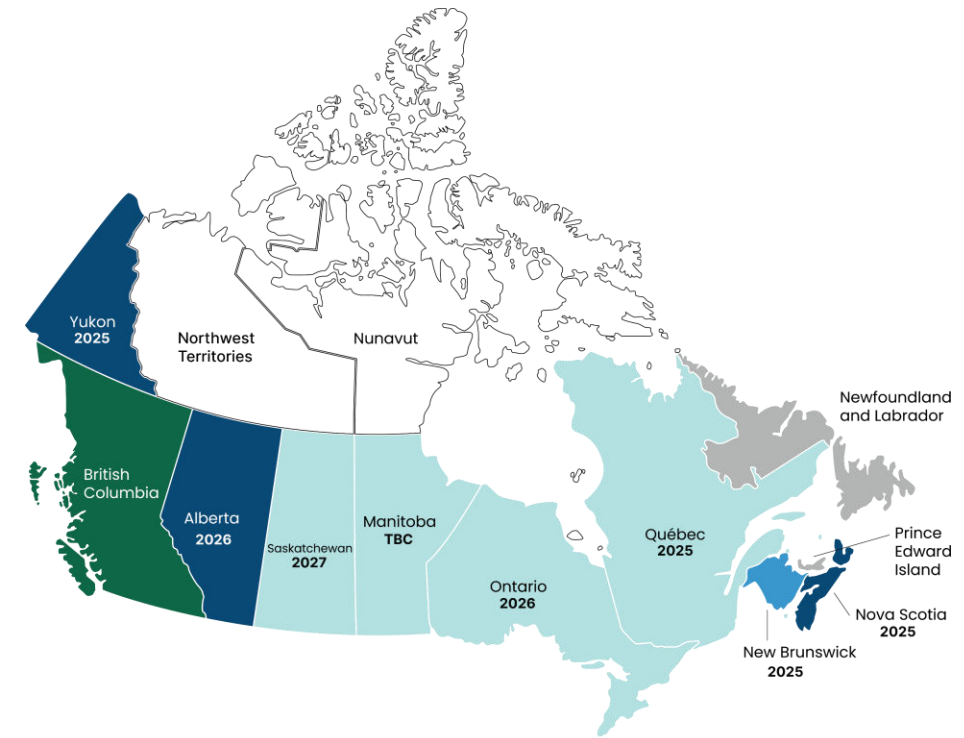 Yukon
2025
Northwest
Territories
Nunavut
Newfoundland
and Labrador
British
Columbia
Alberta
2026
Saskatchewan
2027
Manitoba
TBC
Ontario
2026
Québec
2025
Prince
Edward
Island
Nova Scotia
2025
New Brunswick
2025